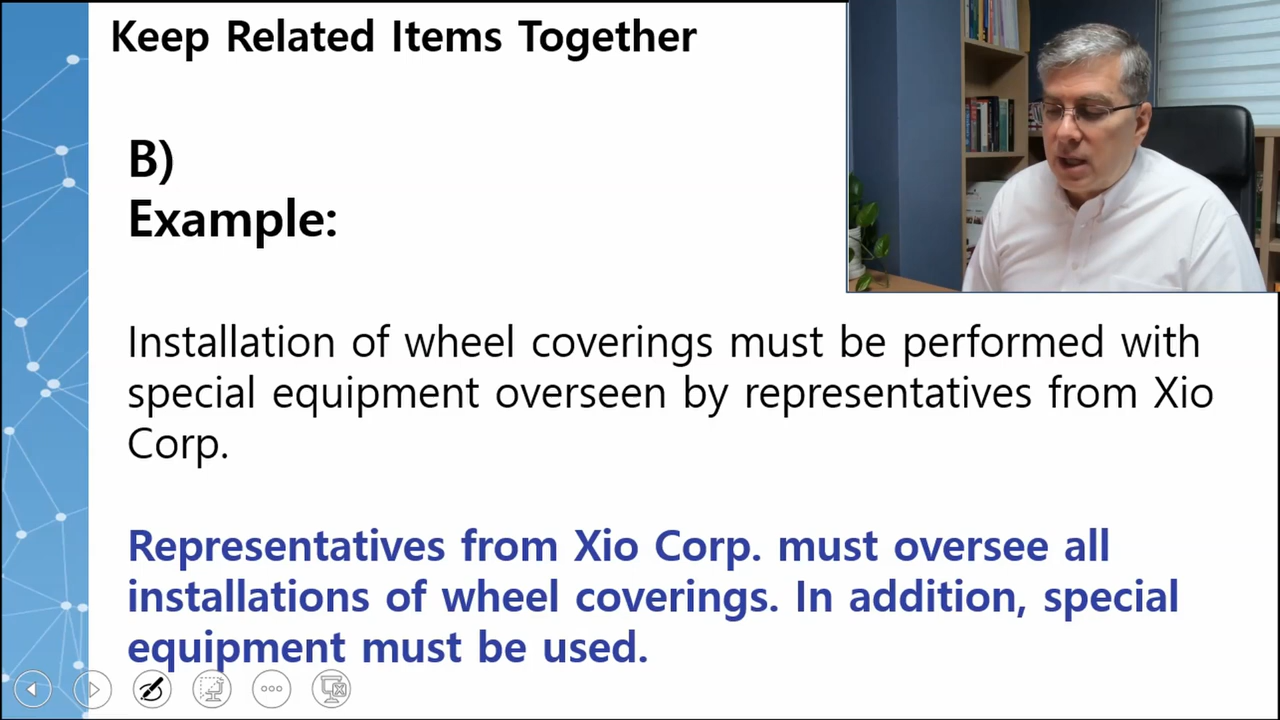 Keep Related Items Together
B)
Example:
Installation of wheel coverings must be performed with
special equipment overseen by representatives from Xio
Corp.
Representatives from Xio Corp. must oversee all
installations of wheel coverings. In addition, special
equipment must be used.